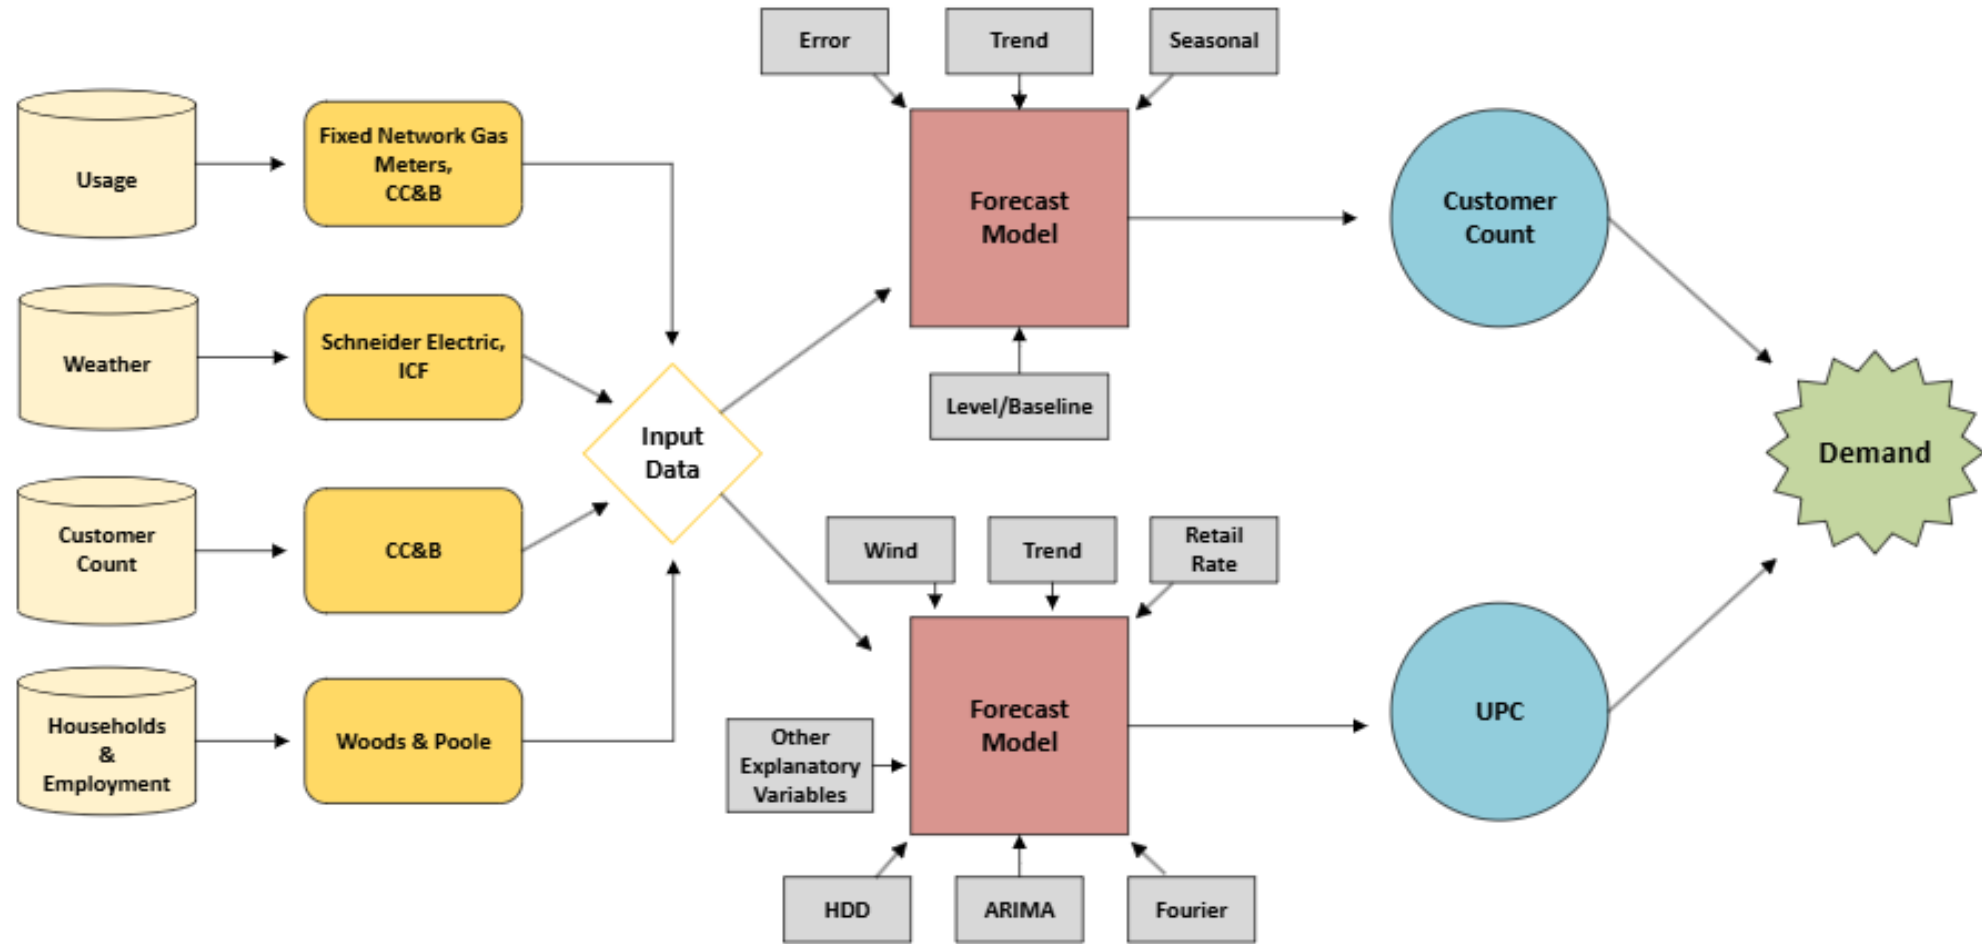 Error
Trend
Seasonal
Usage
Fixed Network Gas
Meters,
CC&B
Forecast
Model
Customer
Count
Weather
Schneider Electric,
ICF
Level/Baseline
Input
Data
Demand
Customer
Count
CC&B
Wind
Trend
Retail
Rate
Households
&
Employment
Woods & Poole
Other
Explanatory
Variables
Forecast
Model
UPC
HDD
ARIMA
Fourier